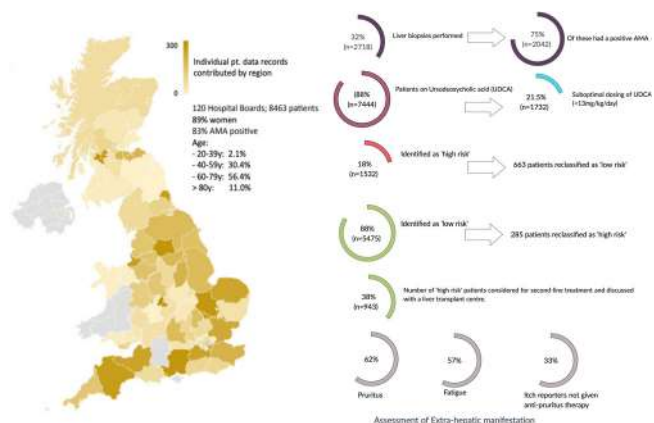 300
0
Individual pt. data records
contributed by region
120 Hospital Boards; 8463 patients
89% women
83% AMA positive
Age:
- 20-39y: 2.1%
- 40-59y: 30.4%
- 60-79y: 56.4%
> 80y: 11.0%
32%
(n=2718)
Liver biopsies performed
75%
(n=2042)
Of these had a positive AMA
(88%
(n=7444)
Patients on Ursodeoxycholic acid (UDCA)
21.5%
(n=1732)
Suboptimal dosing of UDCA
(<13mg/kg/day)
18%
(n=1532)
Identified as 'high risk'
663 patients reclassified as 'low risk'
88%
(n=5475)
Identified as 'low risk'
285 patients reclassified as 'high risk'
38%
(n=943)
Number of 'high risk' patients considered for second-line treatment and discussed
with a liver transplant centre.
62%
Pruritus
57%
Fatigue
33%
Itch reporters not given
anti-pruritus therapy
Assessment of Extra-hepatic manifestation